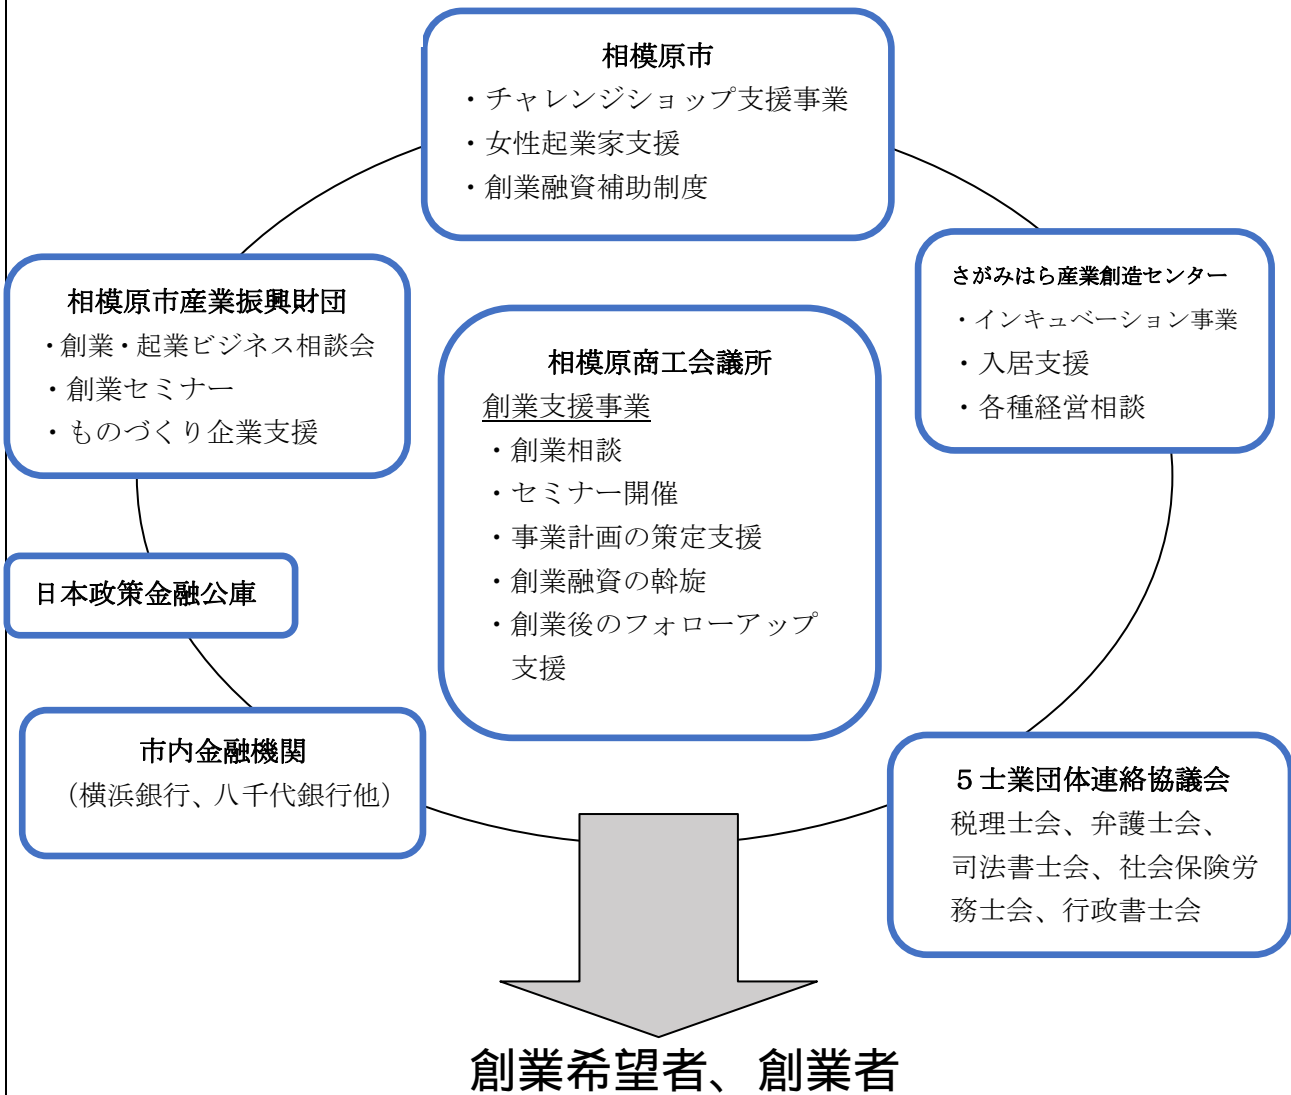 相模原市
・チャレンジショップ支援事業
・女性起業家支援
・創業融資補助制度
相模原市産業振興財団
・創業・起業ビジネス相談会
・創業セミナー
・ものづくり企業支援
さがみはら産業創造センター
・インキュベーション事業
・入居支援
・各種経営相談
相模原商工会議所
創業支援事業
・創業相談
・セミナー開催
・事業計画の策定支援
・創業融資の斡旋
・創業後のフォローアップ
支援
日本政策金融公庫
市内金融機関
（横浜銀行、八千代銀行他）
５士業団体連絡協議会
税理士会、弁護士会、
司法書士会、社会保険労
務士会、行政書士会
創業希望者、創業者